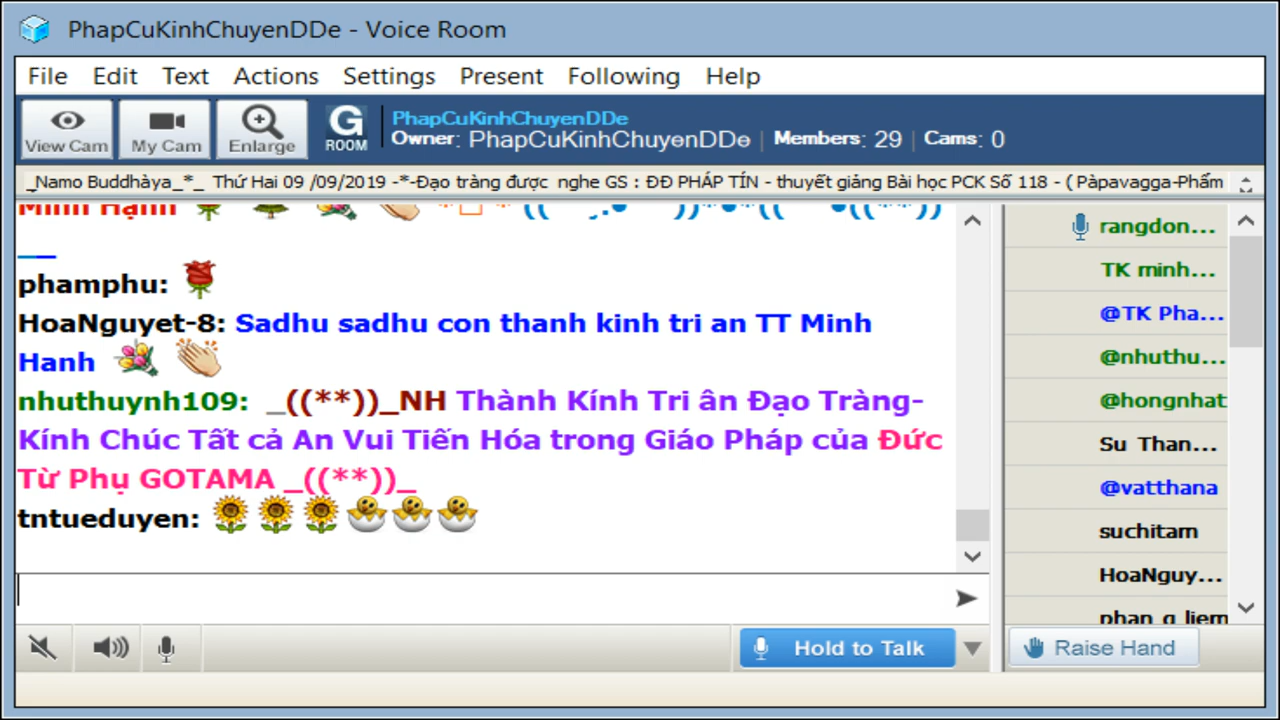 PhapCuKinhChuyenDDe - Voice Room
File Edit Text Actions Settings Present Following Help
View Cam My Cam Enlarge G ROOM
PhapCuKinhChuyenDDe
Owner: PhapCuKinhChuyenDDe | Members: 29 | Cams: 0
_Namo Buddhàya_*_ Thứ Hai 09 /09/2019 -*-Đạo tràng được nghe GS : ĐĐ PHÁP TÍN - thuyết giảng Bài học PCK Số 118 - ( Pàpavagga-Phẩm
Minh Hạnh
phamphu:
HoaNguyet-8: Sadhu sadhu con thanh kinh tri an TT Minh
Hanh
nhuthuynh109: _((**))_NH Thành Kính Tri ân Đạo Tràng-
Kính Chúc Tất cả An Vui Tiến Hóa trong Giáo Pháp của Đức
Từ Phụ GOTAMA _((**))_
tntueduyen:
rangdon...
TK minh...
@TK Pha...
@nhuthu...
@hongnhat
Su Than...
@vatthana
suchitam
HoaNguy...
phan q liem
Hold to Talk
Raise Hand